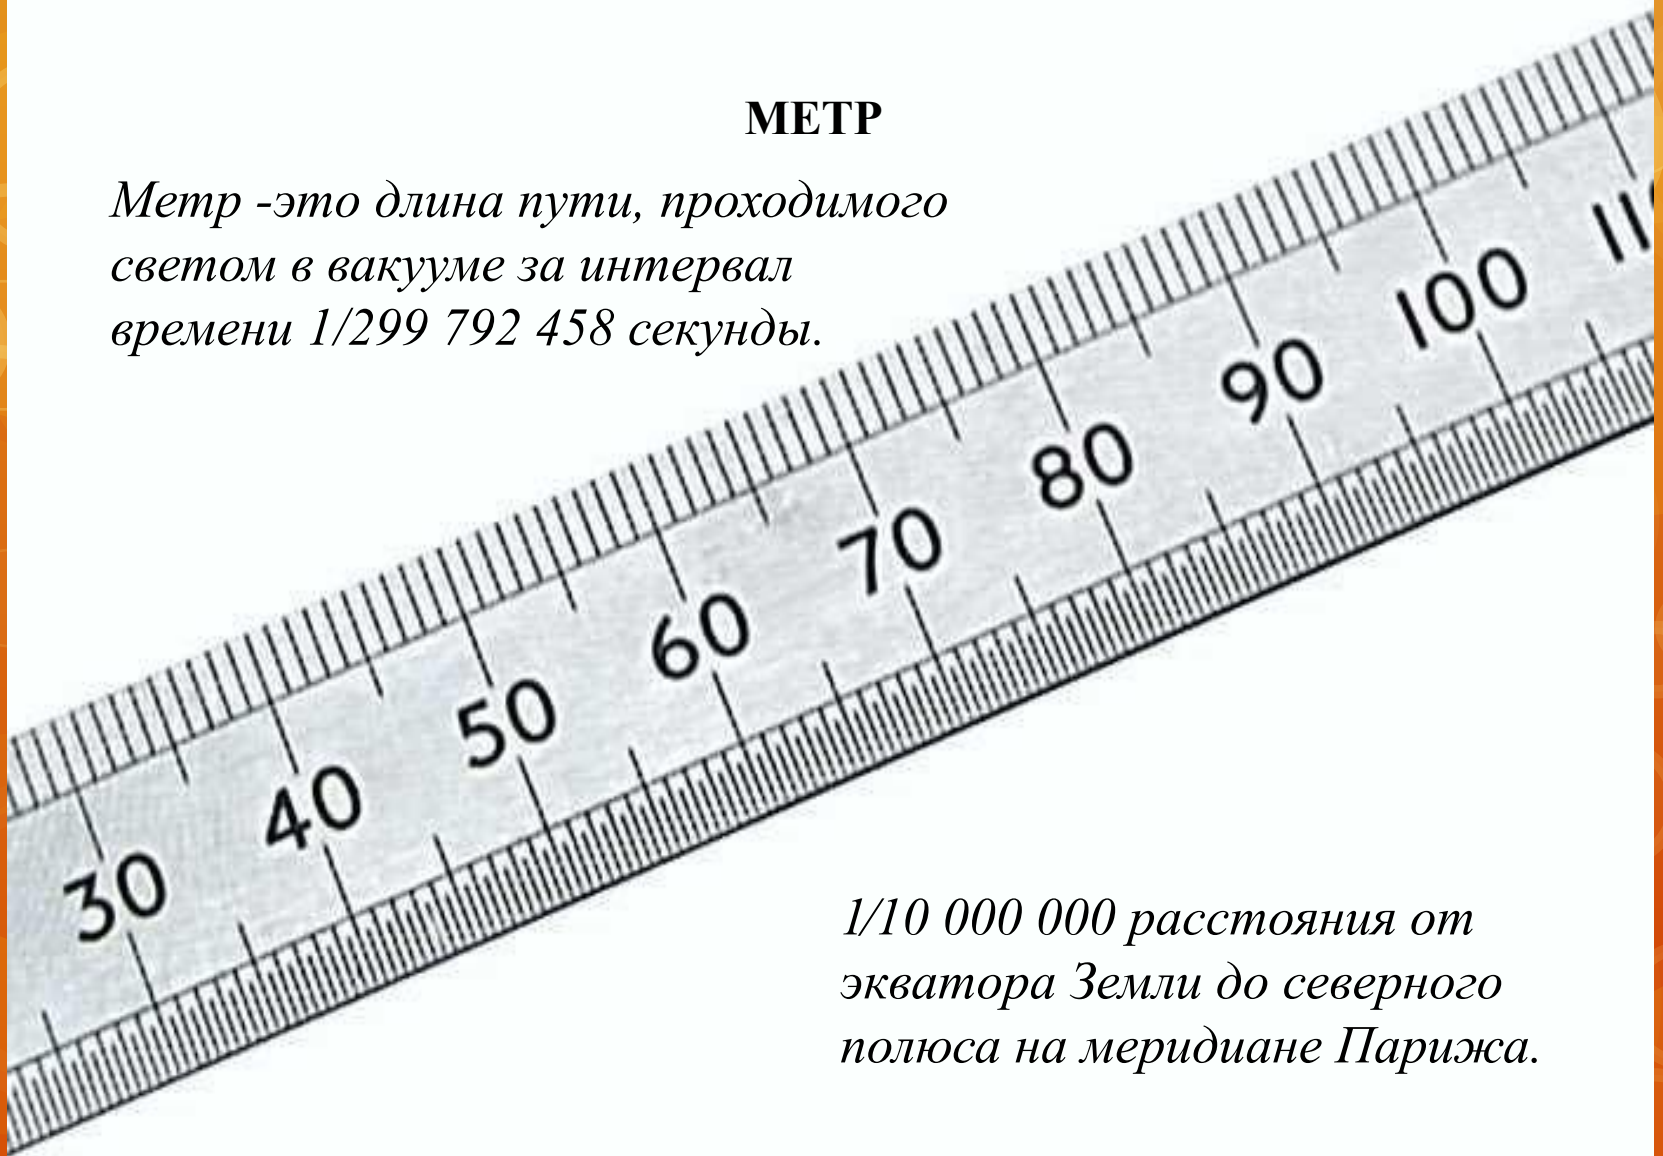 МЕТР
Метр -это длина пути, проходимого
светом в вакууме за интервал
времени 1/299 792 458 секунды.
30 40 50 60 70 80 90 100
1/10 000 000 расстояния от
экватора Земли до северного
полюса на меридиане Парижа.